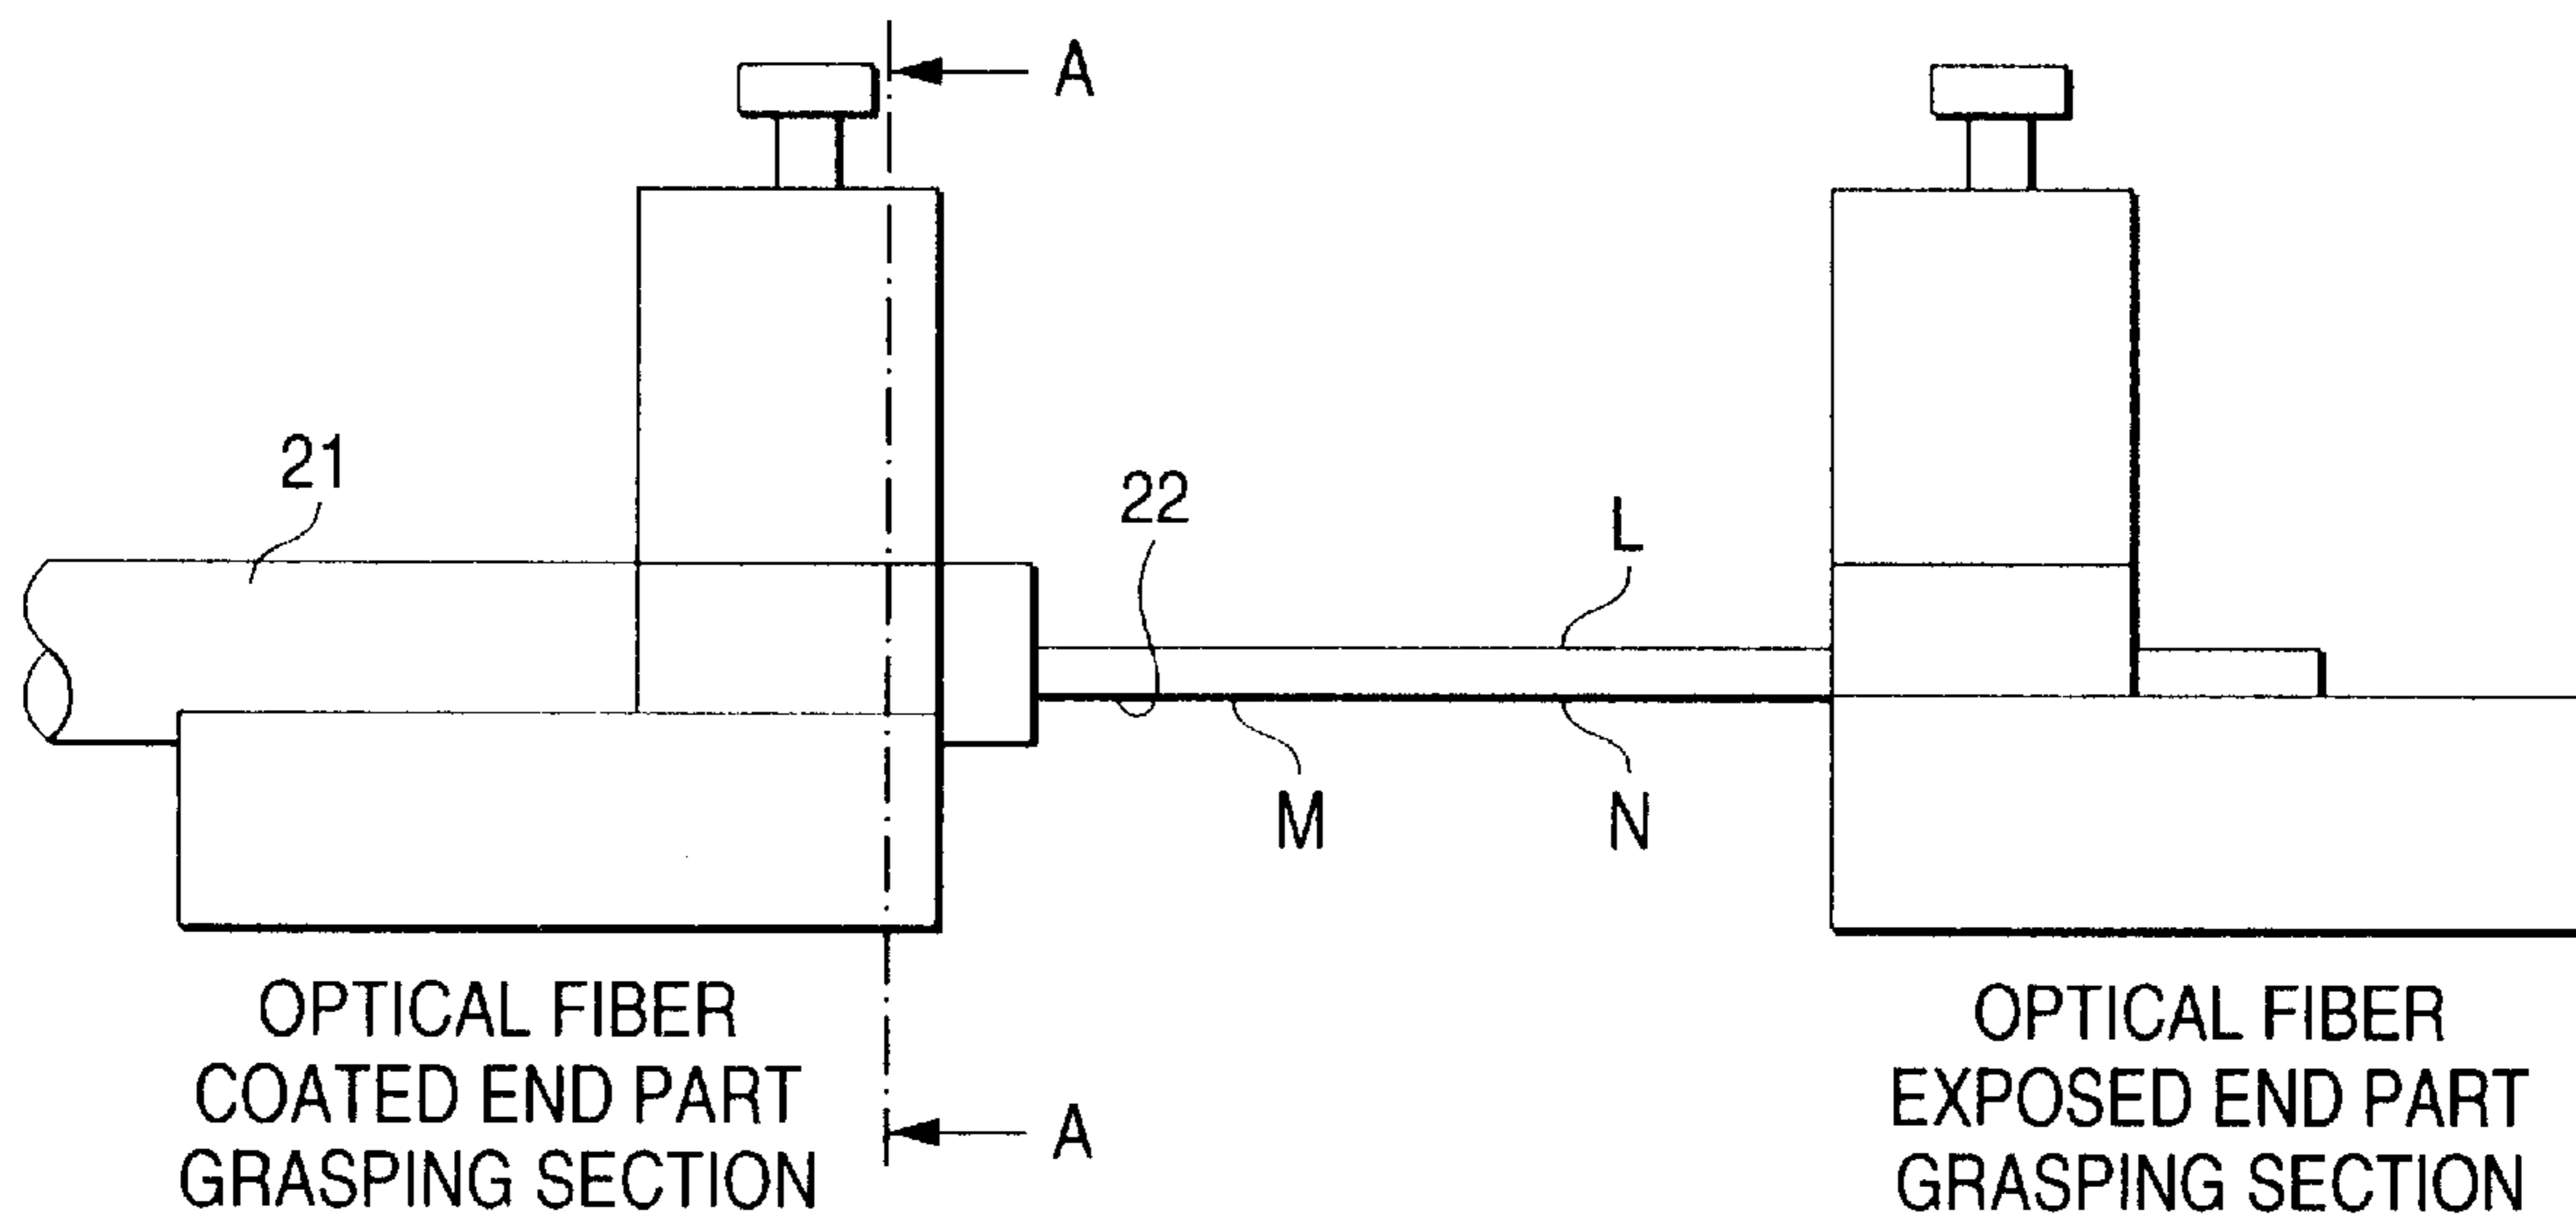 A
21
22
L
M
N
OPTICAL FIBER
COATED END PART
GRASPING SECTION
A
OPTICAL FIBER
EXPOSED END PART
GRASPING SECTION